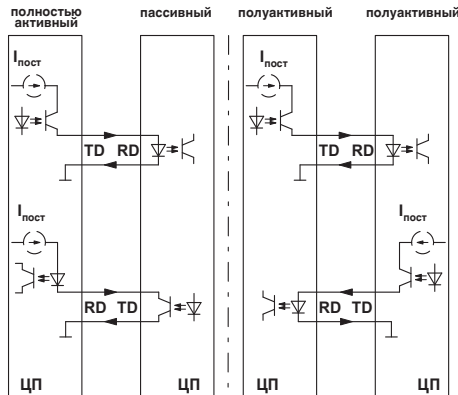 полностью активный
пассивный
полуактивный
полуактивный
Iпост
Iпост
TD RD
TD RD
Iпост
Iпост
RD TD
RD TD
ЦП
ЦП
ЦП
ЦП